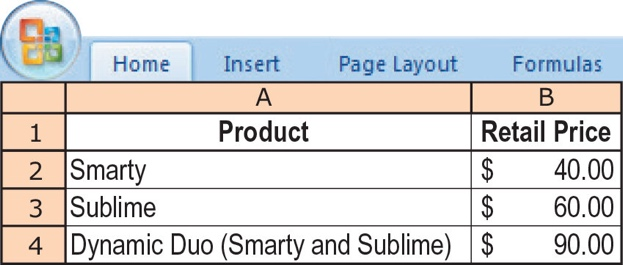 Home Insert Page Layout Formulas
A B
1 Product Retail Price
2 Smarty $ 40.00
3 Sublime $ 60.00
4 Dynamic Duo (Smarty and Sublime) $ 90.00